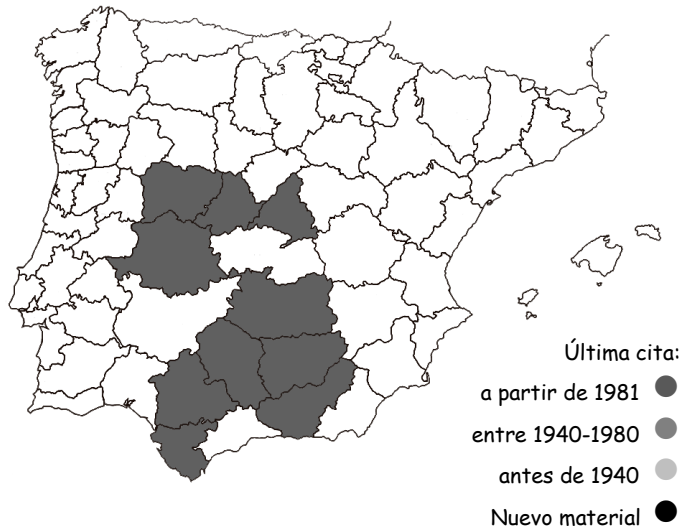 Última cita:
a partir de 1981
entre 1940-1980
antes de 1940
Nuevo material